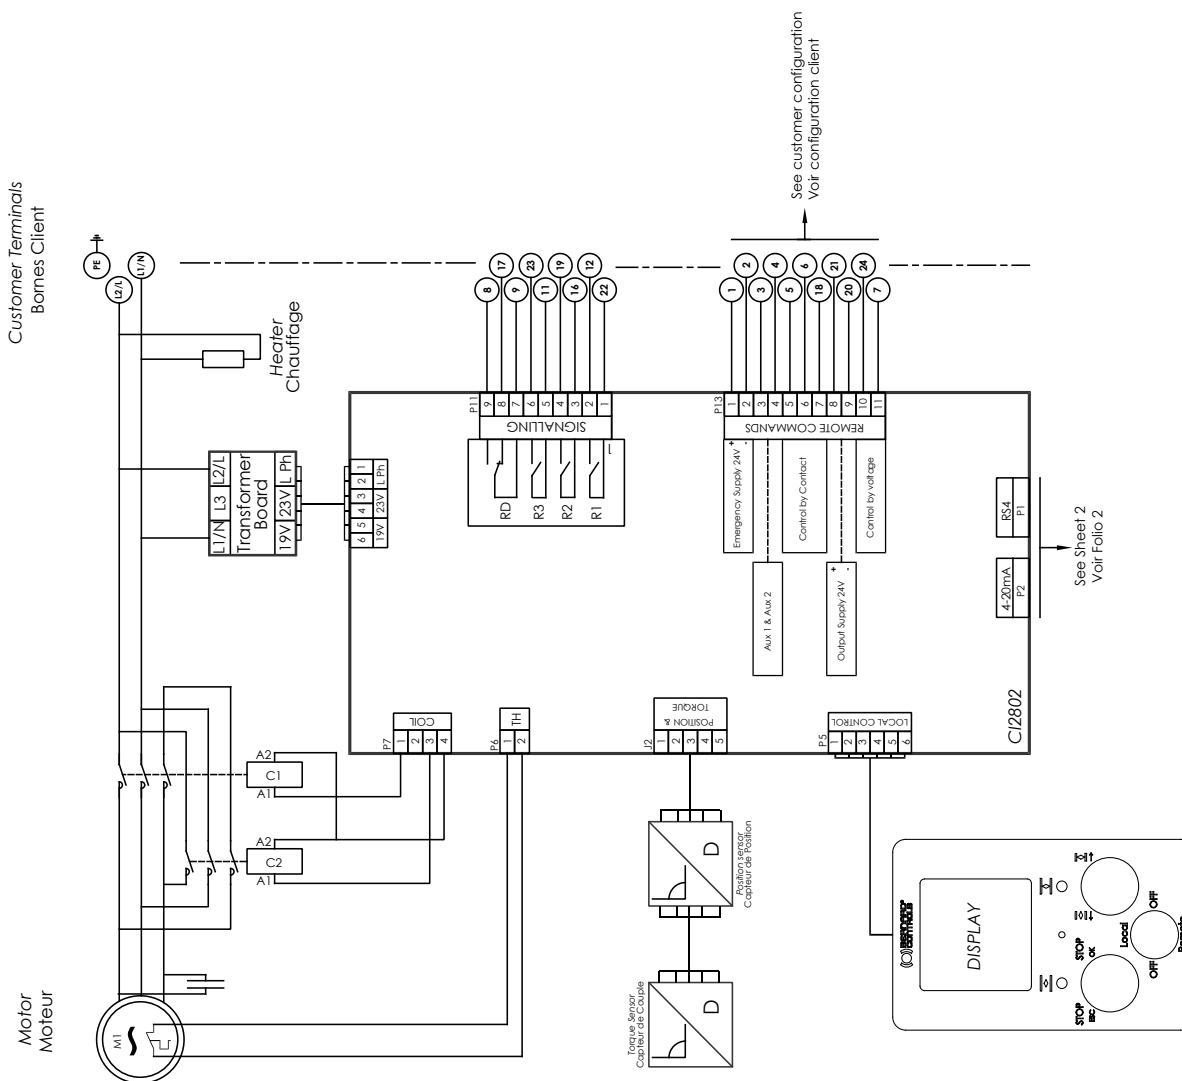 Customer Terminals
Bornes Client
PE
L2/L
L1/N
Heater
Chauffage
L1/N L3 L2/L
Transformer
Board
19V 23V L Ph
6 5 4 3 2 1
19V 23V L Ph
Motor
Moteur
M1
A2
C1
A1
A2
C2
A1
P7
COIL
1
2
3
4
P6
TH
1
2
J2
POSITION &
TORQUE
1
2
3
4
5
P5
LOCAL CONTROL
1
2
3
4
5
6
P11
SIGNALLING
9
8
7
6
5
4
3
2
1
8
17
9
23
11
19
16
12
22
RD
R3
R2
R1
1
P13
REMOTE COMMANDS
1
2
3
4
5
6
7
8
9
10
11
1
2
3
4
5
6
18
21
20
24
7
Emergency Supply 24V + -
Aux 1 & Aux 2
Control by Contact
Output Supply 24V + -
Control by voltage
See customer configuration
Voir configuration client
4-20mA
P2
RS4
P1
See Sheet 2
Voir Folio 2
CI2802
Position sensor
Capteur de Position
D
Torque Sensor
Capteur de Couple
D
BERNARD
CONTROLS
DISPLAY
STOP
ESC
STOP
OK
Local
OFF
OFF
Remote